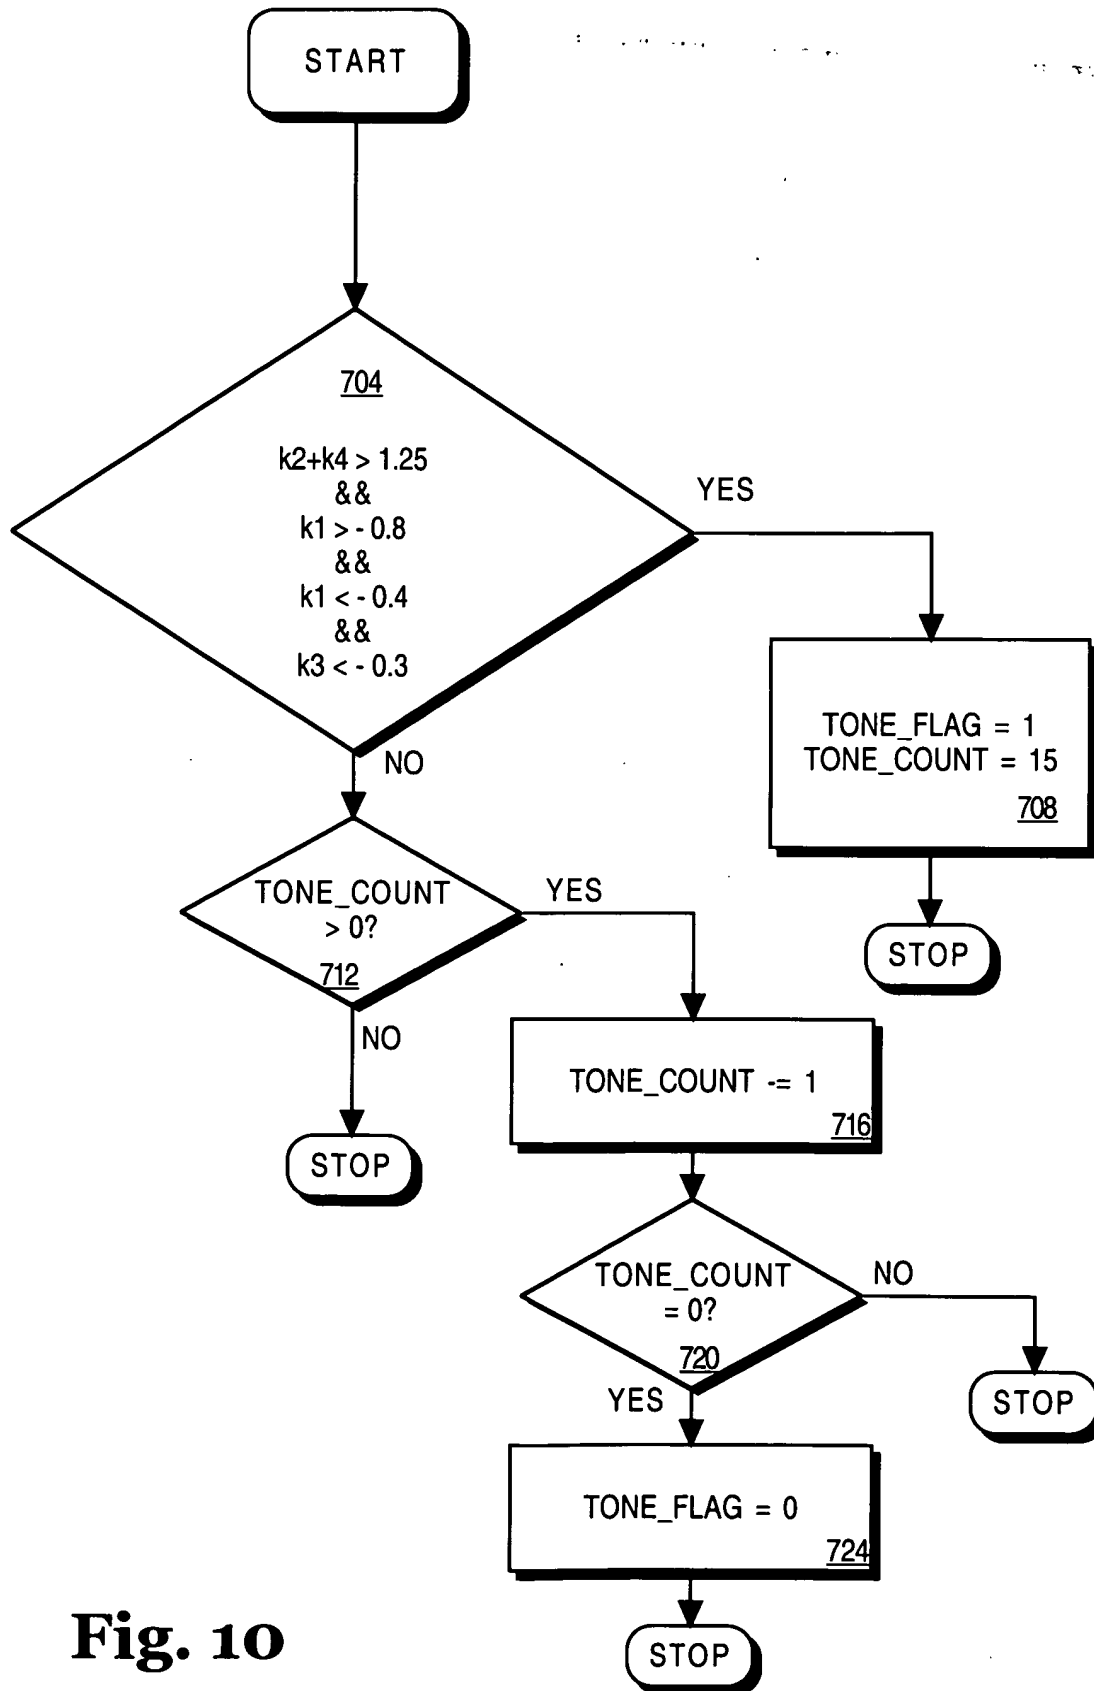 START
704
k2+k4 > 1.25
&&
k1 > - 0.8
&&
k1 < - 0.4
&&
k3 < - 0.3
YES
NO
TONE_FLAG = 1
TONE_COUNT = 15
708
STOP
TONE_COUNT
> 0?
712
YES
NO
STOP
TONE_COUNT -= 1
716
TONE_COUNT
= 0?
720
NO
STOP
YES
TONE_FLAG = 0
724
STOP
Fig. 10